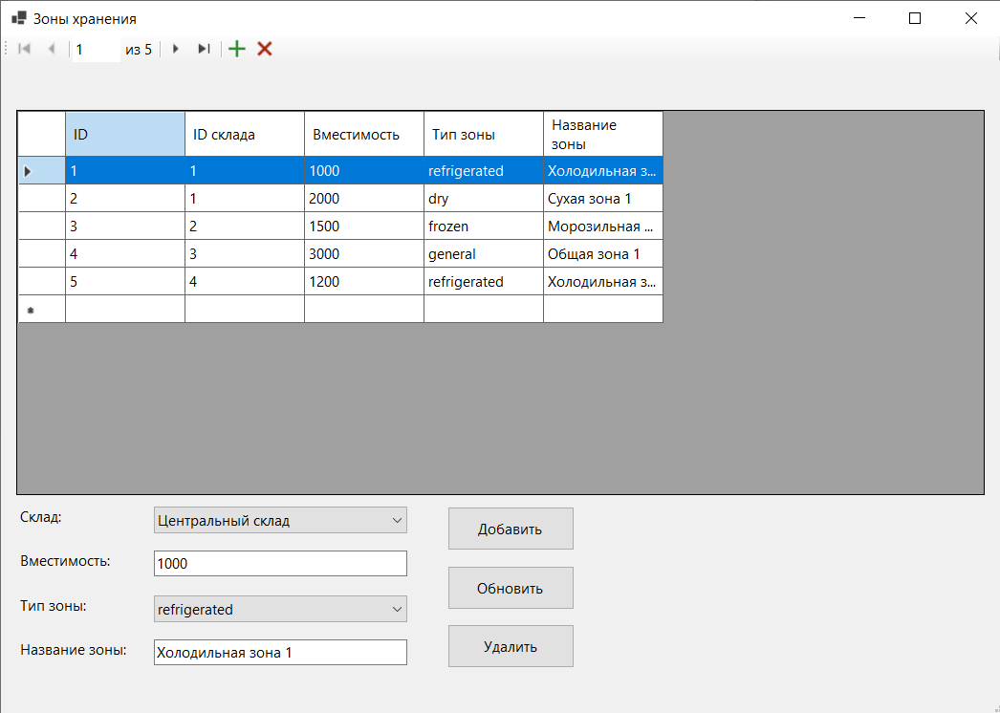 Зоны хранения
1 из 5
ID ID склада Вместимость Тип зоны Название зоны
1 1 1000 refrigerated Холодильная з...
2 1 2000 dry Сухая зона 1
3 2 1500 frozen Морозильная ...
4 3 3000 general Общая зона 1
5 4 1200 refrigerated Холодильная з...
Склад: Центральный склад Добавить
Вместимость: 1000
Обновить
Тип зоны: refrigerated
Название зоны: Холодильная зона 1 Удалить